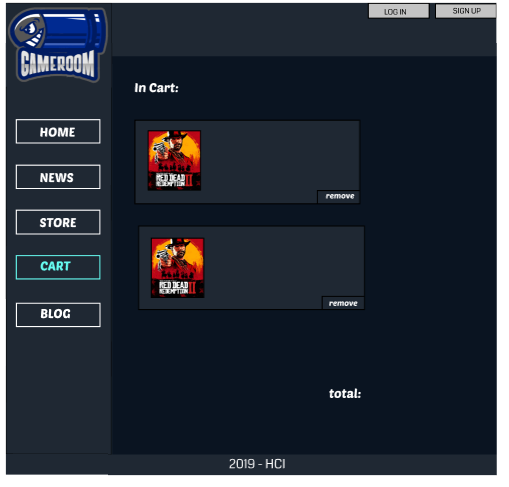 LOG IN
SIGN UP
GAMEROOM
In Cart:
HOME
RED DEAD
REDEMPTION II
remove
NEWS
STORE
CART
RED DEAD
REDEMPTION II
remove
BLOG
total:
2019 - HCI